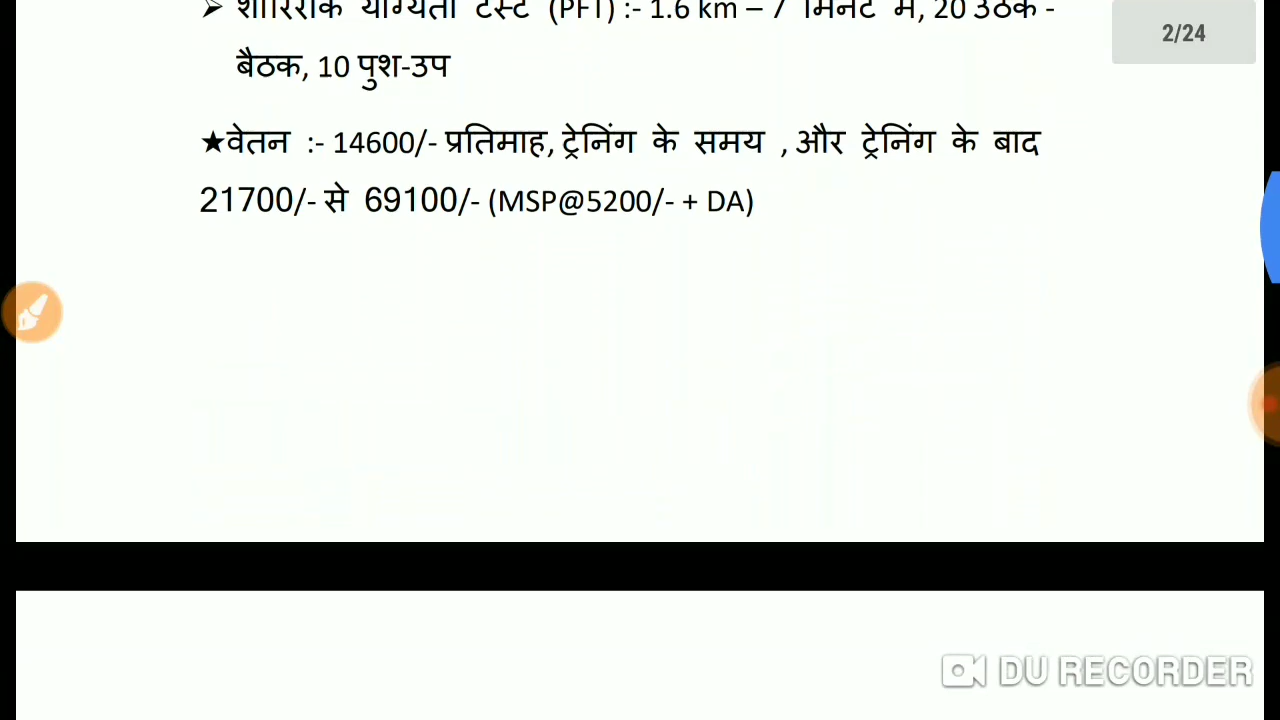 ➢ शारिरीक योग्यता टेस्ट (PFT) :- 1.6 km – 7 मिनट में, 20 उठक -
2/24
बैठक, 10 पुश-उप
★वेतन :- 14600/- प्रतिमाह, ट्रेनिंग के समय , और ट्रेनिंग के बाद
21700/- से 69100/- (MSP@5200/- + DA)
DU RECORDER